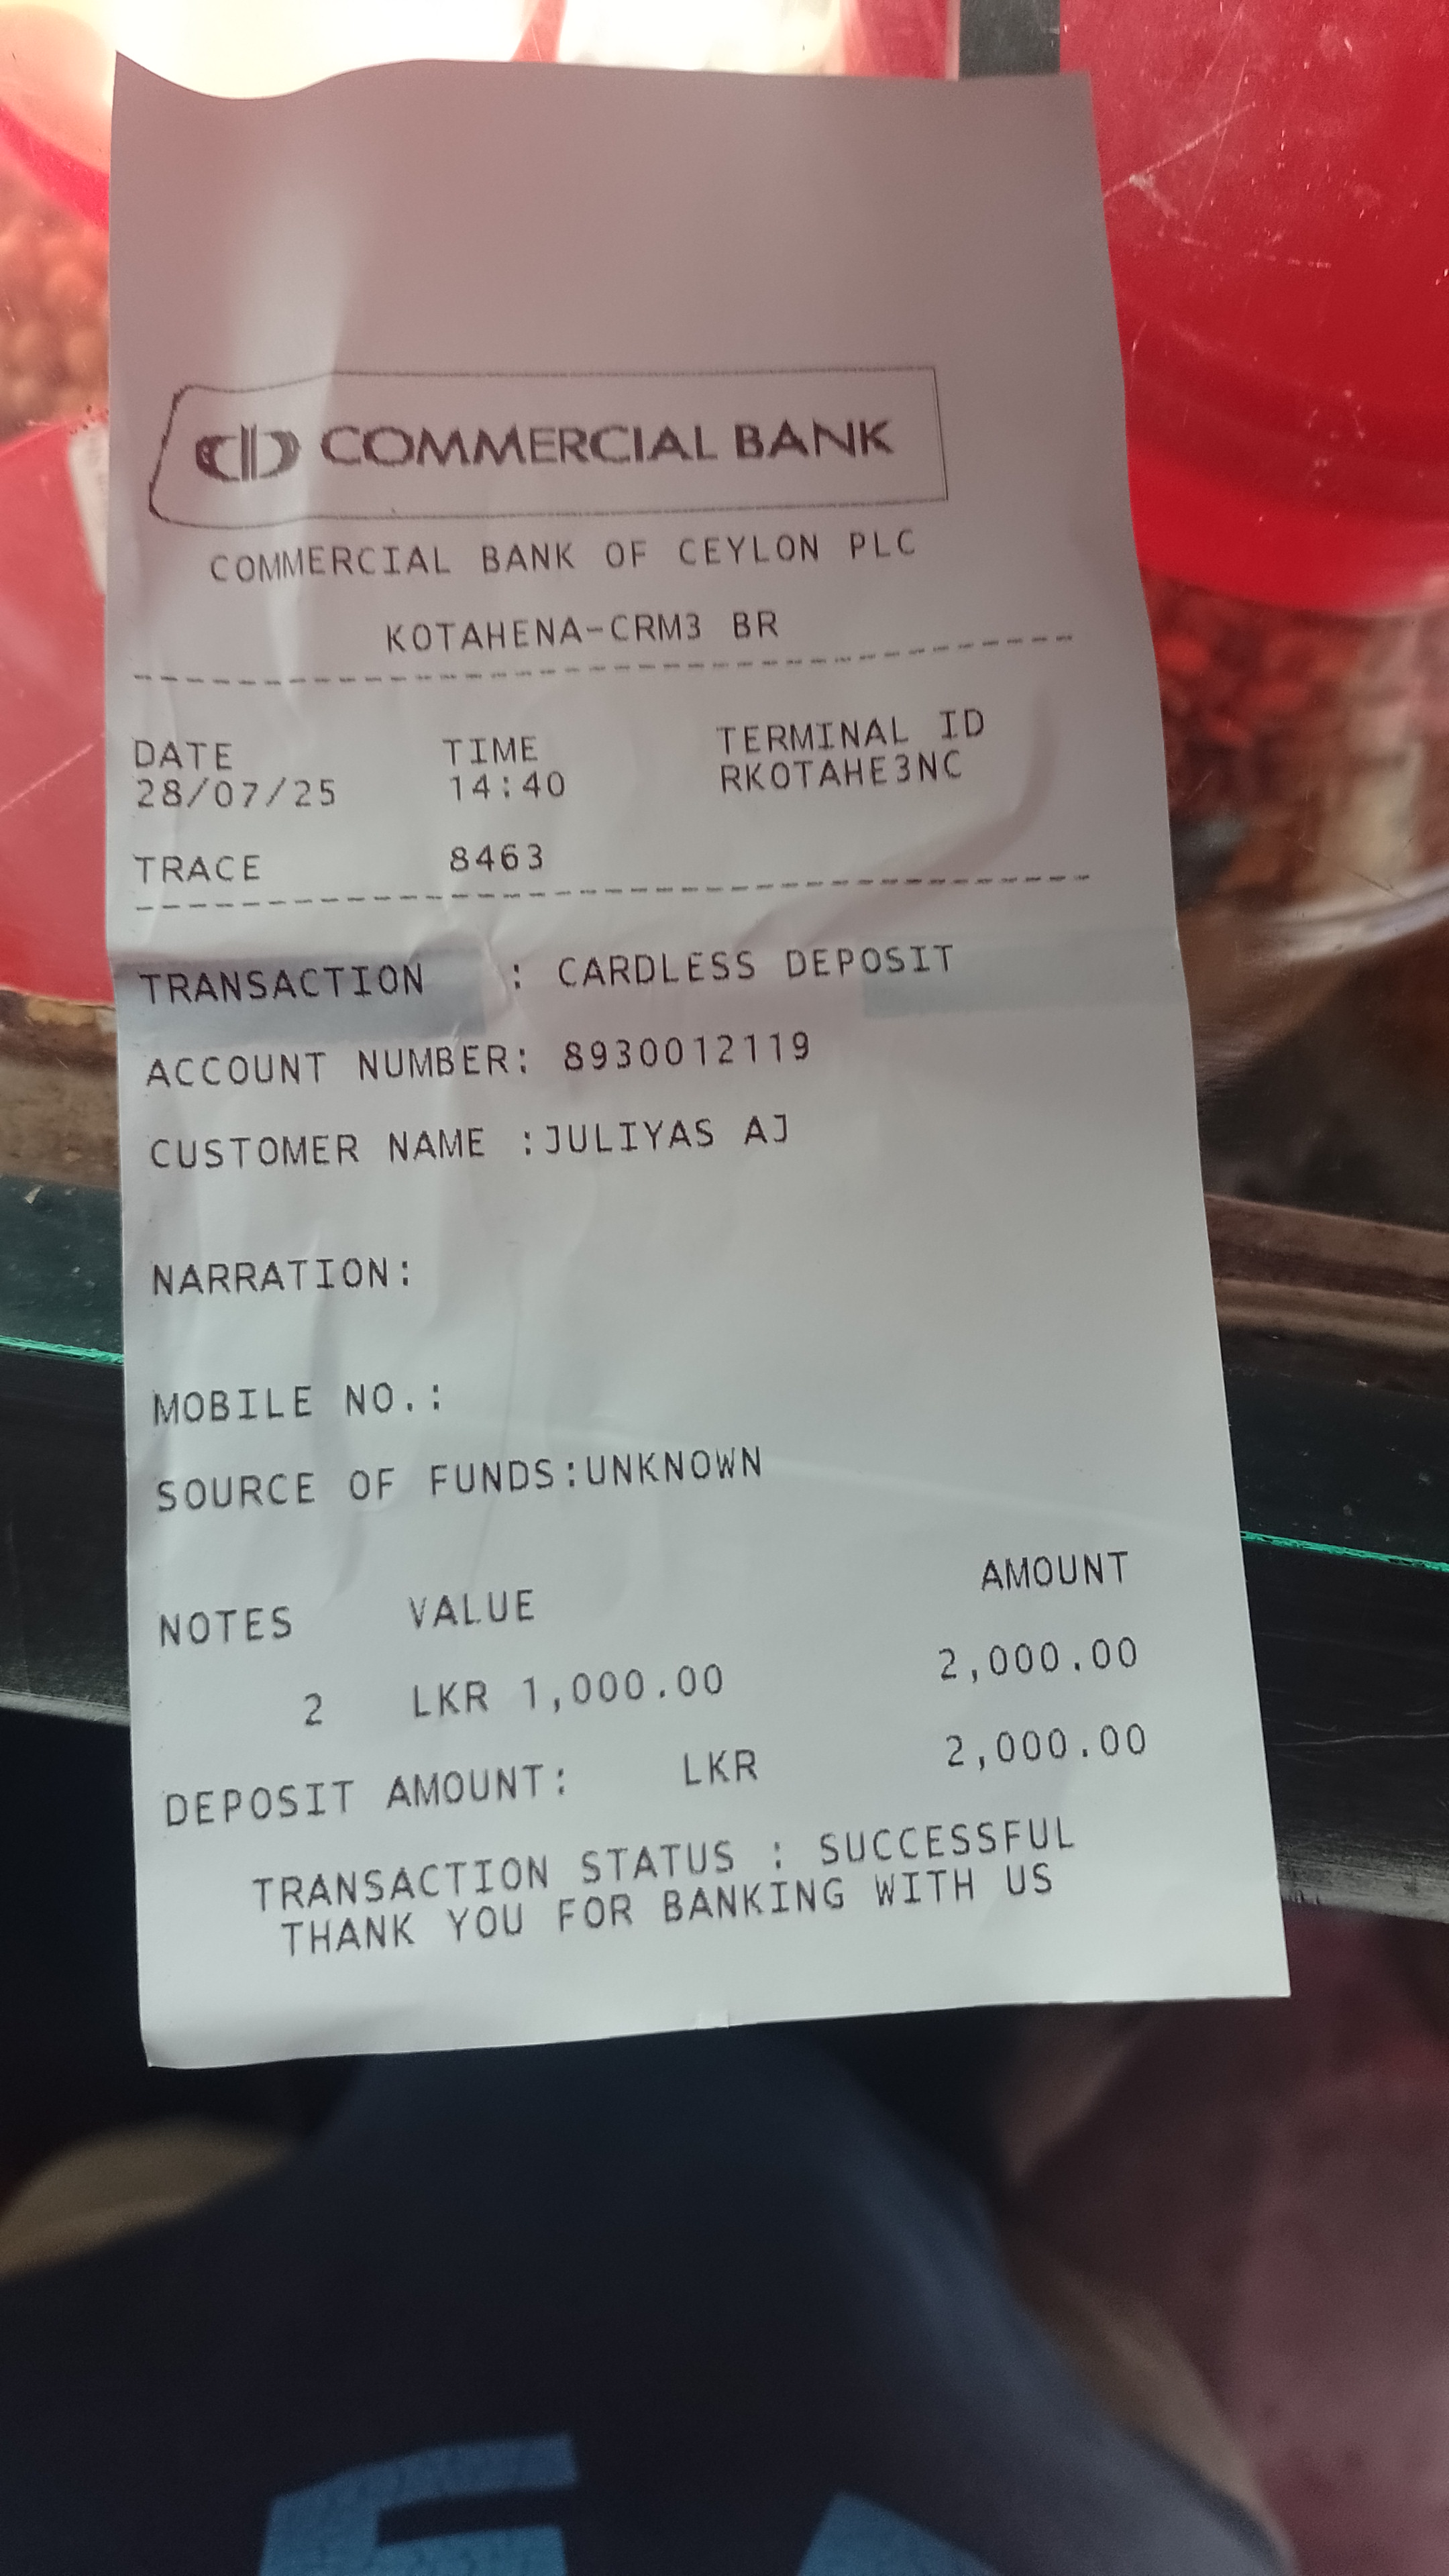 COMMERCIAL BANK
COMMERCIAL BANK OF CEYLON PLC
KOTAHENA-CRM3 BR
DATE TIME TERMINAL ID
28/07/25 14:40 RKOTAHE3NC
TRACE 8463
TRANSACTION : CARDLESS DEPOSIT
ACCOUNT NUMBER: 8930012119
CUSTOMER NAME :JULIYAS AJ
NARRATION:
MOBILE NO.:
SOURCE OF FUNDS:UNKNOWN
NOTES VALUE AMOUNT
2 LKR 1,000.00 2,000.00
DEPOSIT AMOUNT: LKR 2,000.00
TRANSACTION STATUS : SUCCESSFUL
THANK YOU FOR BANKING WITH US